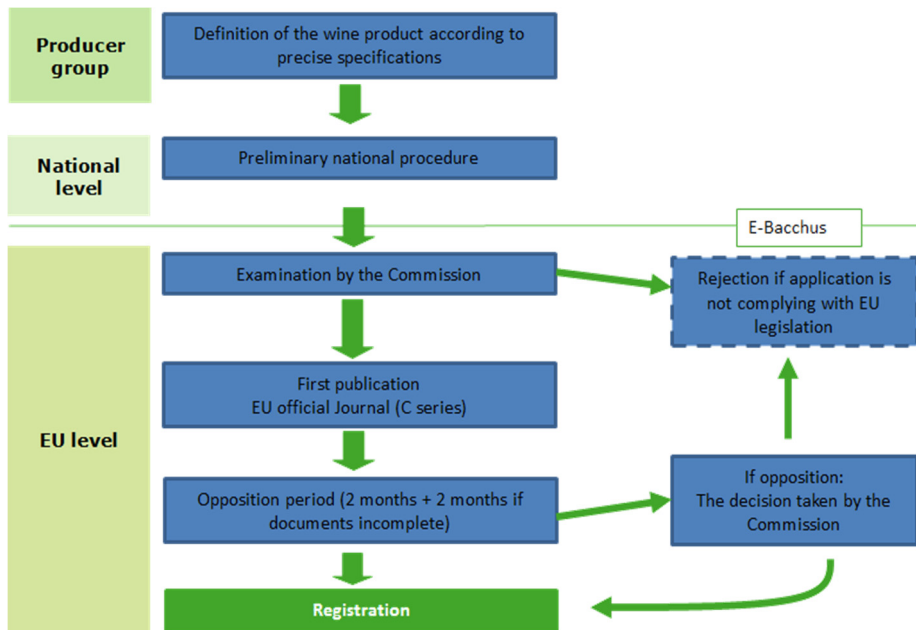 Producer
group
Definition of the wine product according to
precise specifications
National
level
Preliminary national procedure
E-Bacchus
EU level
Examination by the Commission
Rejection if application is
not complying with EU
legislation
First publication
EU official Journal (C series)
Opposition period (2 months + 2 months if
documents incomplete)
If opposition:
The decision taken by the
Commission
Registration